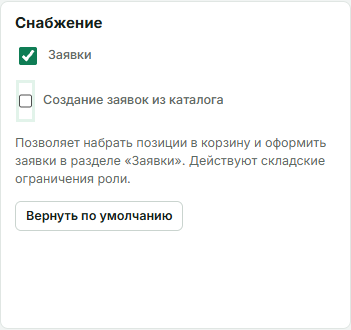 Снабжение
Заявки
Создание заявок из каталога
Позволяет набрать позиции в корзину и оформить
заявки в разделе «Заявки». Действуют складские
ограничения роли.
Вернуть по умолчанию